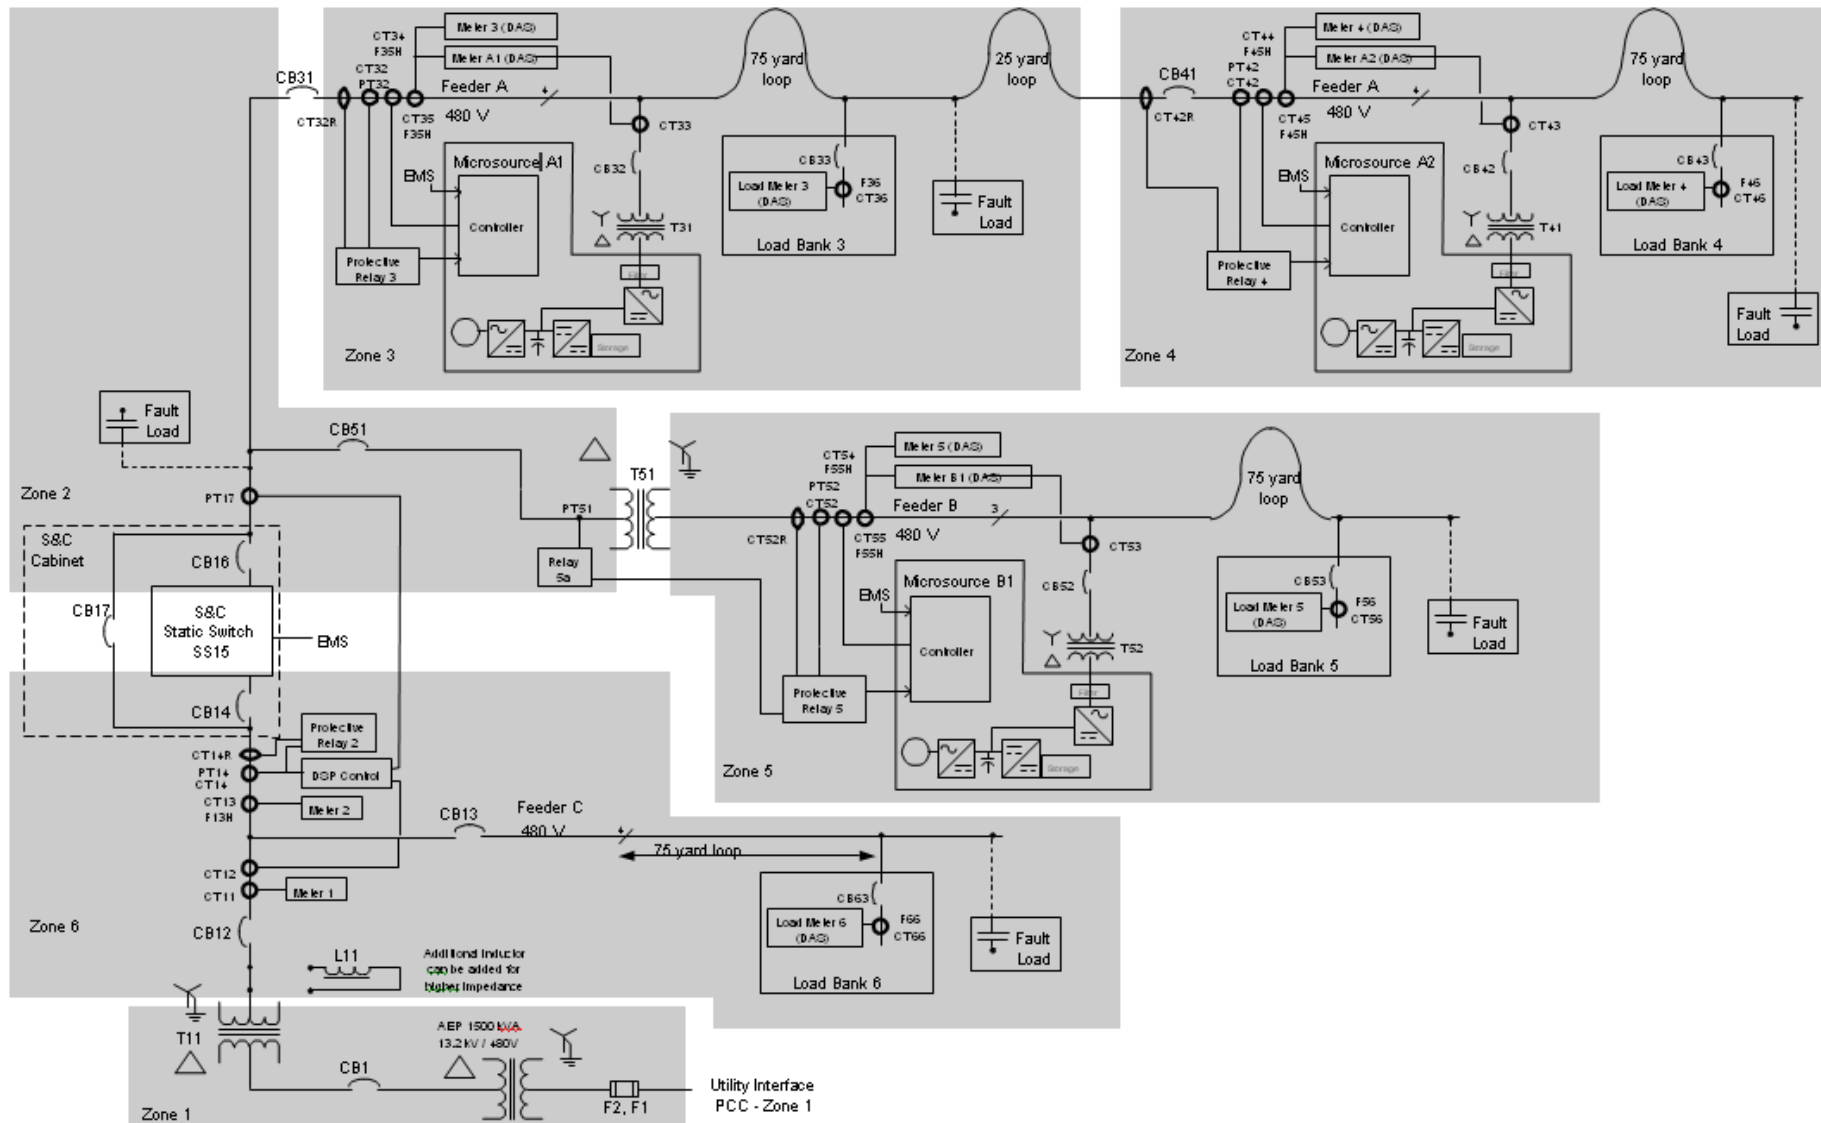 CT34
F35H
Meter 3 (DAS)
Meter A1 (DAS)
CT32
PT32
CB31
CT32R
Feeder A
4
480 V
CT35
F35H
75 yard
loop
25 yard
loop
CT33
Microsource A1
EMS
CB32
Controller
T31
Protective
Relay 3
Filter
Storage
CB33
Load Meter 3
(DAS)
F36
CT36
Load Bank 3
Fault
Load
Zone 3
CT44
F45H
Meter 4 (DAS)
Meter A2 (DAS)
PT42
CT42
CB41
CT42R
Feeder A
4
480 V
CT45
F45H
75 yard
loop
CT43
Microsource A2
EMS
CB42
Controller
T41
Protective
Relay 4
Filter
Storage
CB43
Load Meter 4
(DAS)
F46
CT46
Load Bank 4
Fault
Load
Zone 4
Fault
Load
CB51
Zone 2
PT17
PT51
T51
Relay
5a
S&C
Cabinet
CB16
CB17
S&C
Static Switch
SS15
EMS
CB14
CT54
F55H
Meter 5 (DAS)
Meter B1 (DAS)
PT52
CT52
CT52R
Feeder B
3
480 V
CT55
F55H
75 yard
loop
CT53
Microsource B1
EMS
CB52
Controller
T52
Protective
Relay 5
Filter
Storage
CB53
Load Meter 5
(DAS)
F56
CT56
Load Bank 5
Fault
Load
Zone 5
CT14R
Protective
Relay 2
PT14
CT14
DSP Control
CT13
F13H
Meter 2
CB13
Feeder C
480 V
4
75 yard loop
CT12
CT11
Meter 1
CB12
Zone 6
L11
Additional Inductor
can be added for
higher impedance
CB63
Load Meter 6
(DAS)
F66
CT66
Load Bank 6
Fault
Load
T11
AEP 1500 kVA
13.2 kV / 480V
CB1
F2, F1
Utility Interface
PCC - Zone 1
Zone 1